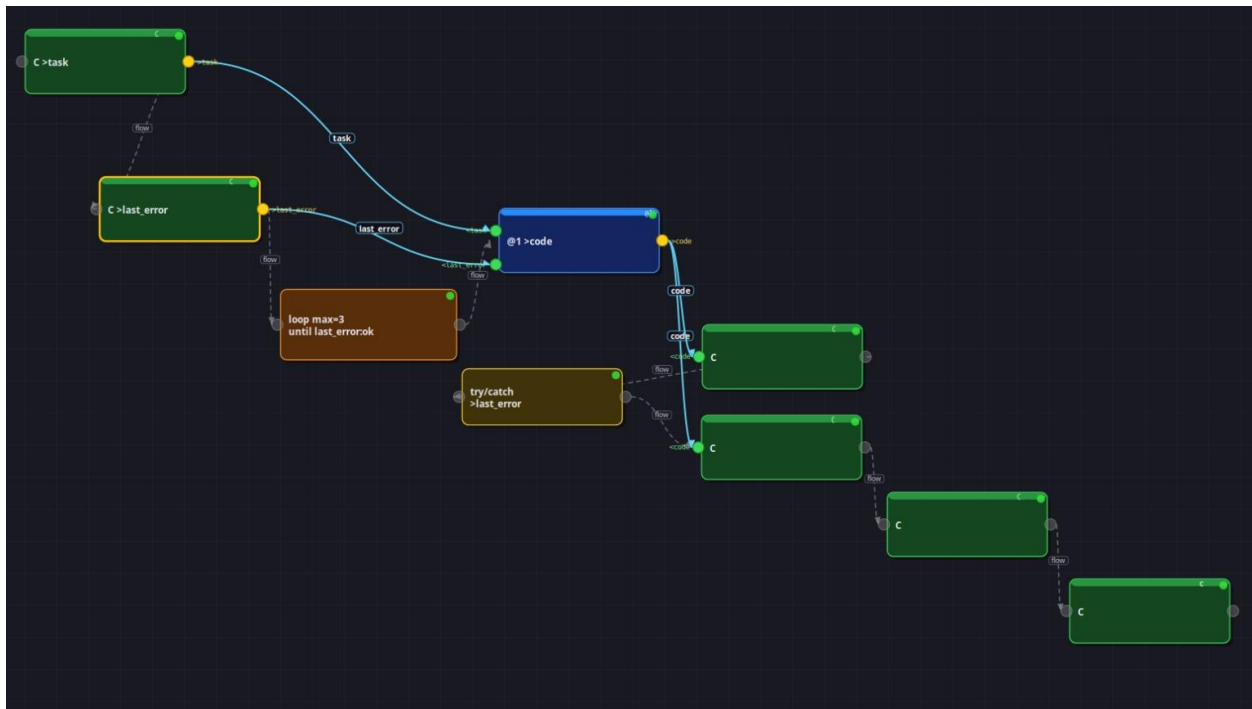 C
C >task
>task
flow
task
C
C >last_error
>last_error
last_error
flow
@1 >code
<task
<last_error
>code
flow
loop max=3
until last_error:ok
code
code
C
<code
C
flow
try/catch
>last_error
flow
C
<code
C
flow
C
C
flow
C
C